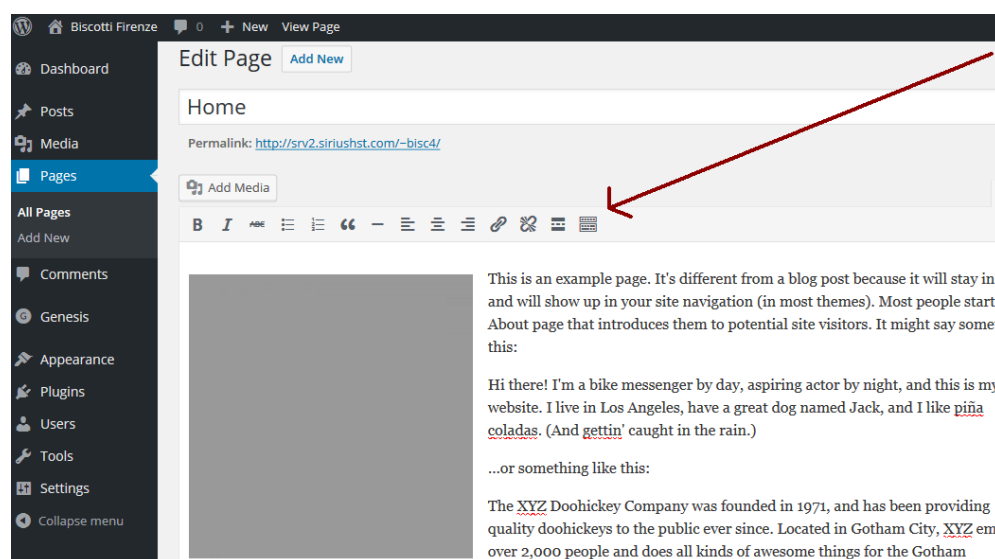 Biscotti Firenze 0 + New View Page
Dashboard
Posts
Media
Pages
All Pages
Add New
Comments
Genesis
Appearance
Plugins
Users
Tools
Settings
Collapse menu
Edit Page Add New
Home
Permalink: http://srv2.siriushst.com/~bisc4/
Add Media
B I ABC
This is an example page. It's different from a blog post because it will stay in
and will show up in your site navigation (in most themes). Most people start
About page that introduces them to potential site visitors. It might say some
this:
Hi there! I'm a bike messenger by day, aspiring actor by night, and this is my
website. I live in Los Angeles, have a great dog named Jack, and I like piña
coladas. (And gettin' caught in the rain.)
...or something like this:
The XYZ Doohickey Company was founded in 1971, and has been providing
quality doohickeys to the public ever since. Located in Gotham City, XYZ em
over 2,000 people and does all kinds of awesome things for the Gotham